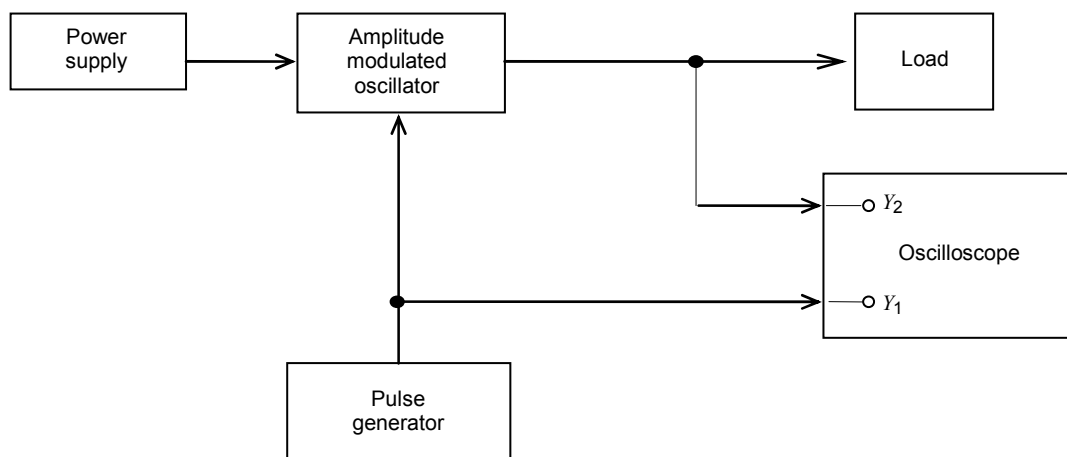 Power
supply
Amplitude
modulated
oscillator
Load
Y2
Oscilloscope
Y1
Pulse
generator